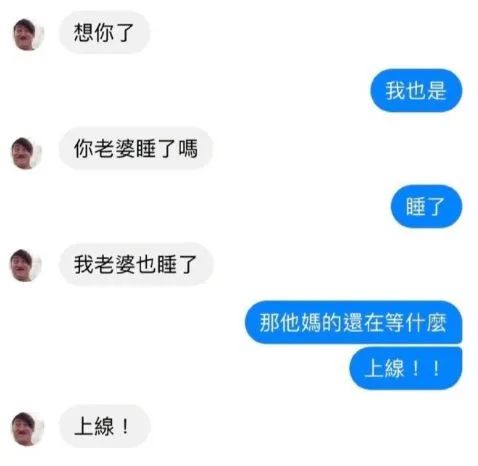 想你了
我也是
你老婆睡了嗎
睡了
我老婆也睡了
那他媽的還在等什麼
上線！！
上線！